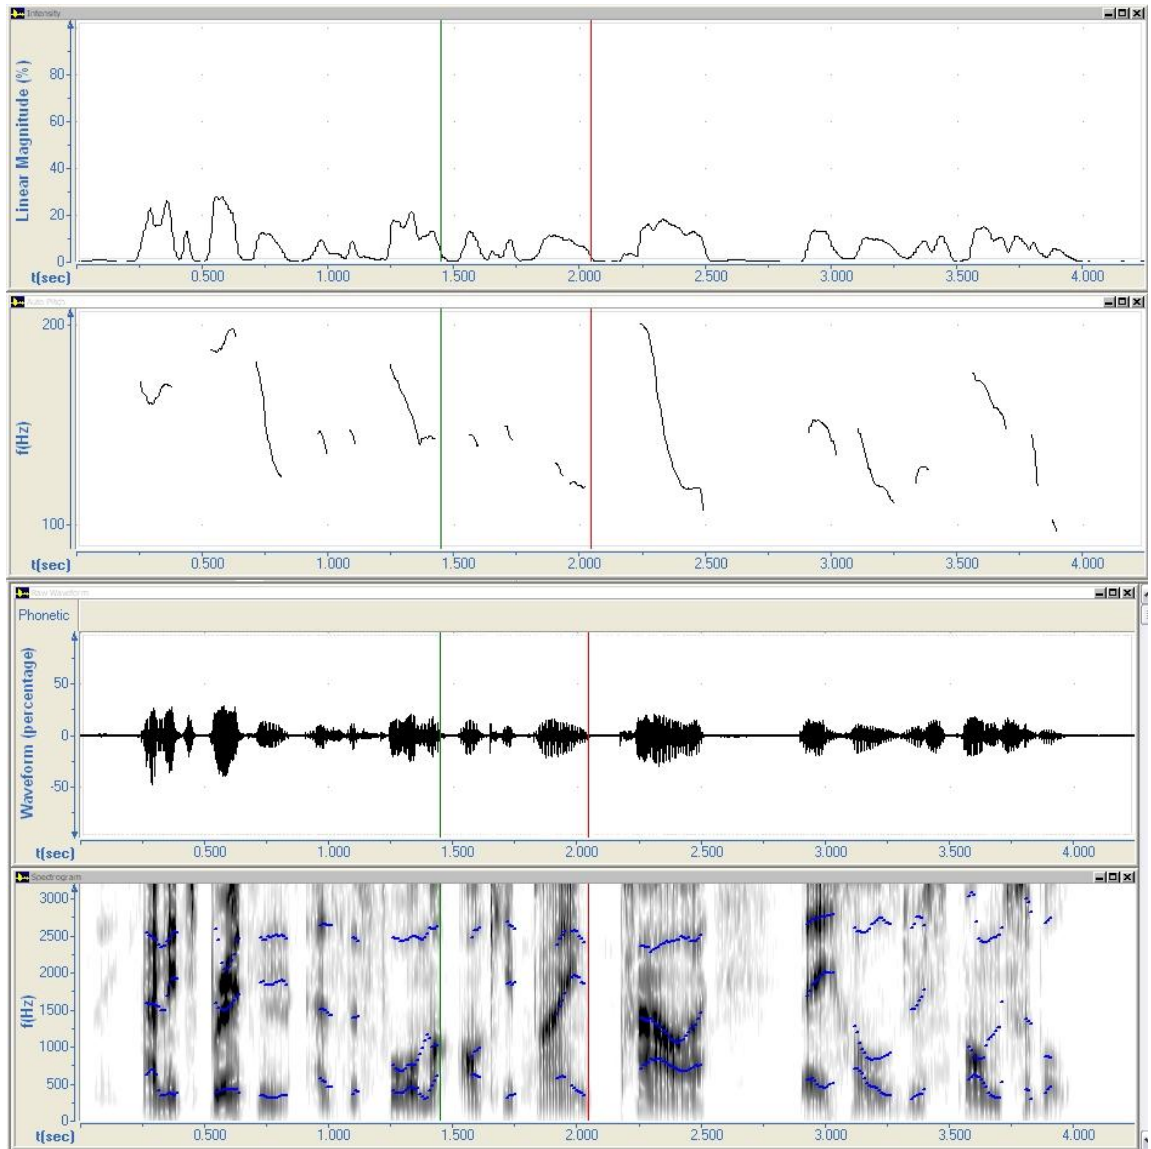 Intensity
Linear Magnitude (%)
80
60
40
20
0
t(sec) 0.500 1.000 1.500 2.000 2.500 3.000 3.500 4.000
Auto Pitch
f(Hz)
200
100
t(sec) 0.500 1.000 1.500 2.000 2.500 3.000 3.500 4.000
Raw Waveform
Phonetic
Waveform (percentage)
50
0
-50
t(sec) 0.500 1.000 1.500 2.000 2.500 3.000 3.500 4.000
Spectrogram
f(Hz)
3000
2500
2000
1500
1000
500
0
t(sec) 0.500 1.000 1.500 2.000 2.500 3.000 3.500 4.000